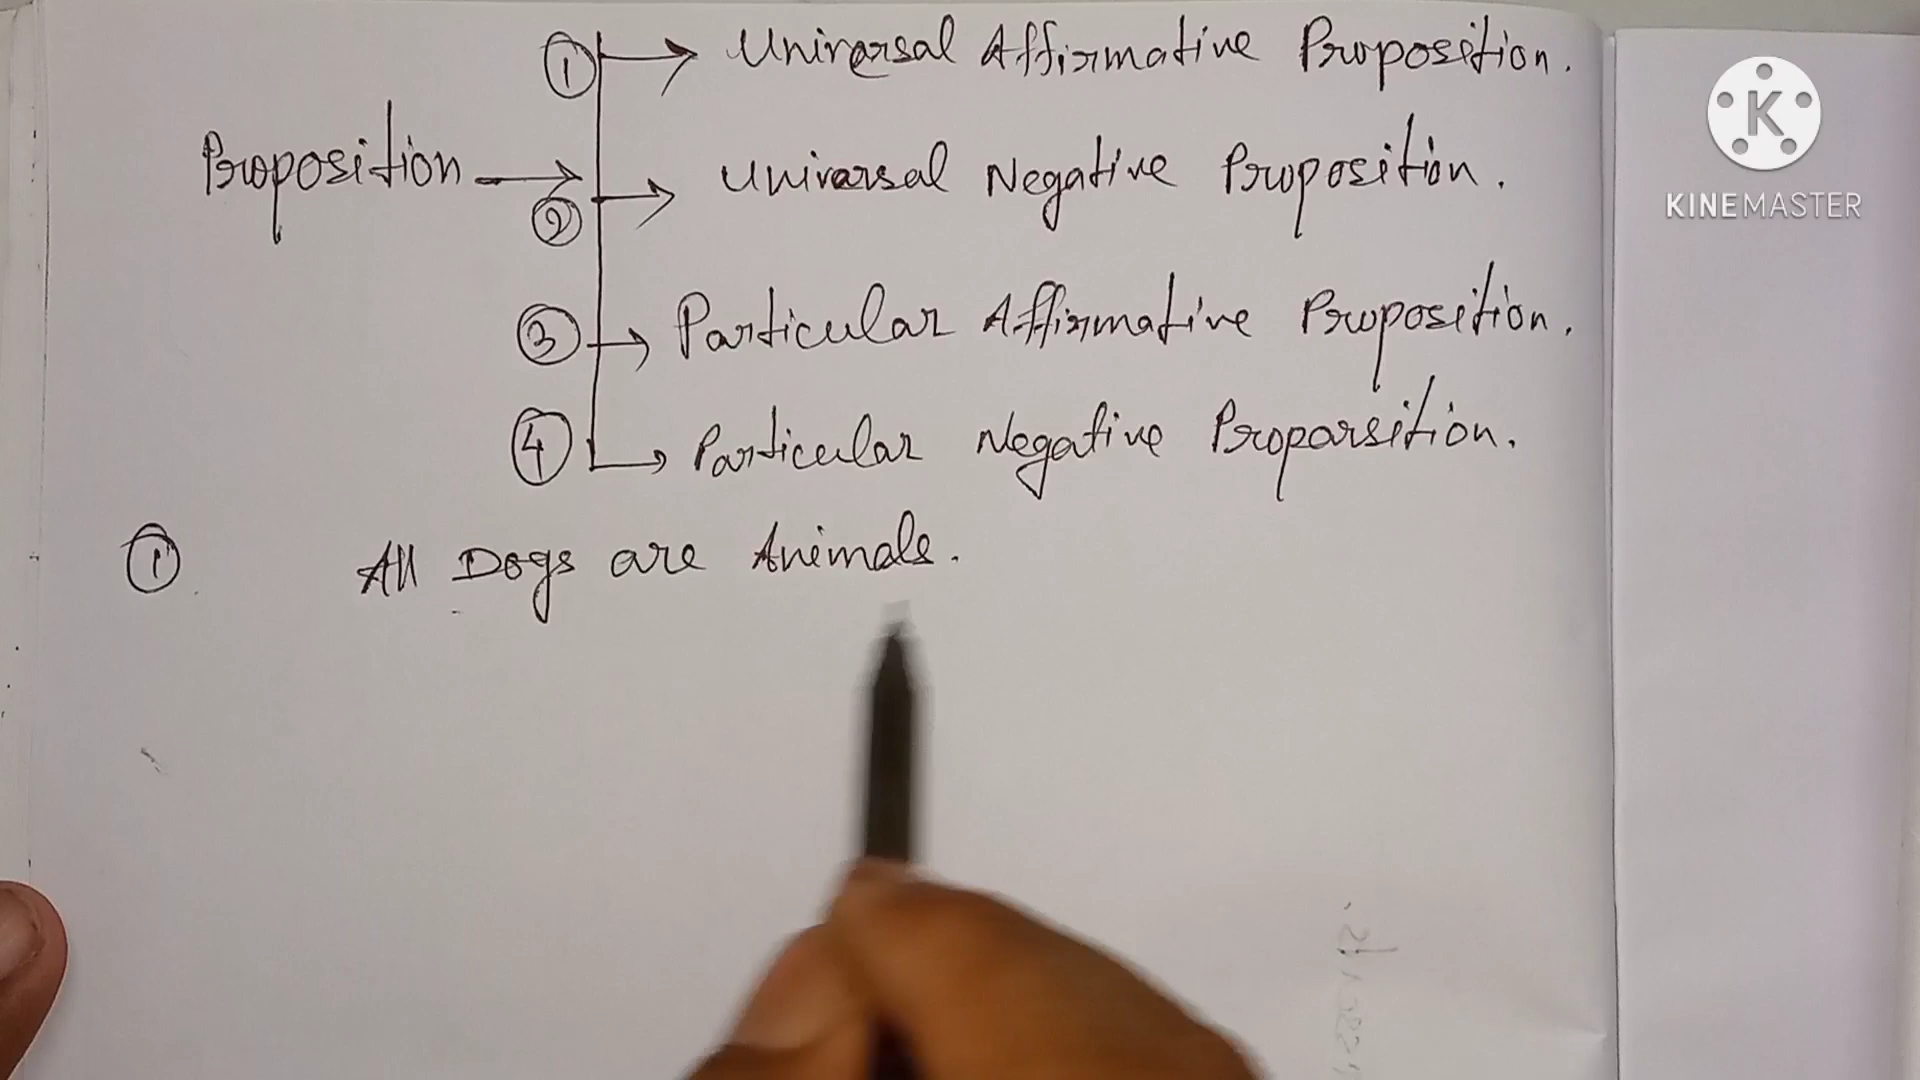 ① → Universal Affirmative Proposition.
Proposition → ② → Universal Negative Proposition.
③ → Particular Affirmative Proposition.
④ → Particular Negative Proparsition.
① All Dogs are Animals.
K
KINEMASTER